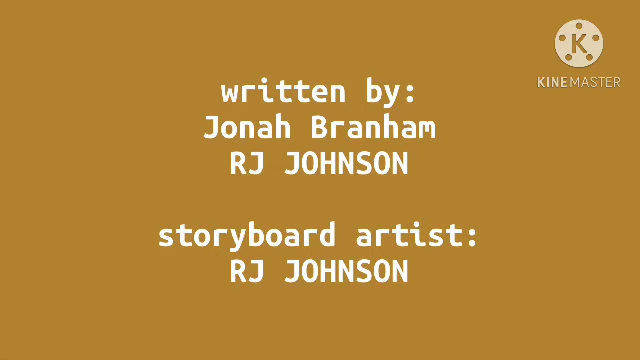 K
KINEMASTER
written by:
Jonah Branham
RJ JOHNSON
storyboard artist:
RJ JOHNSON